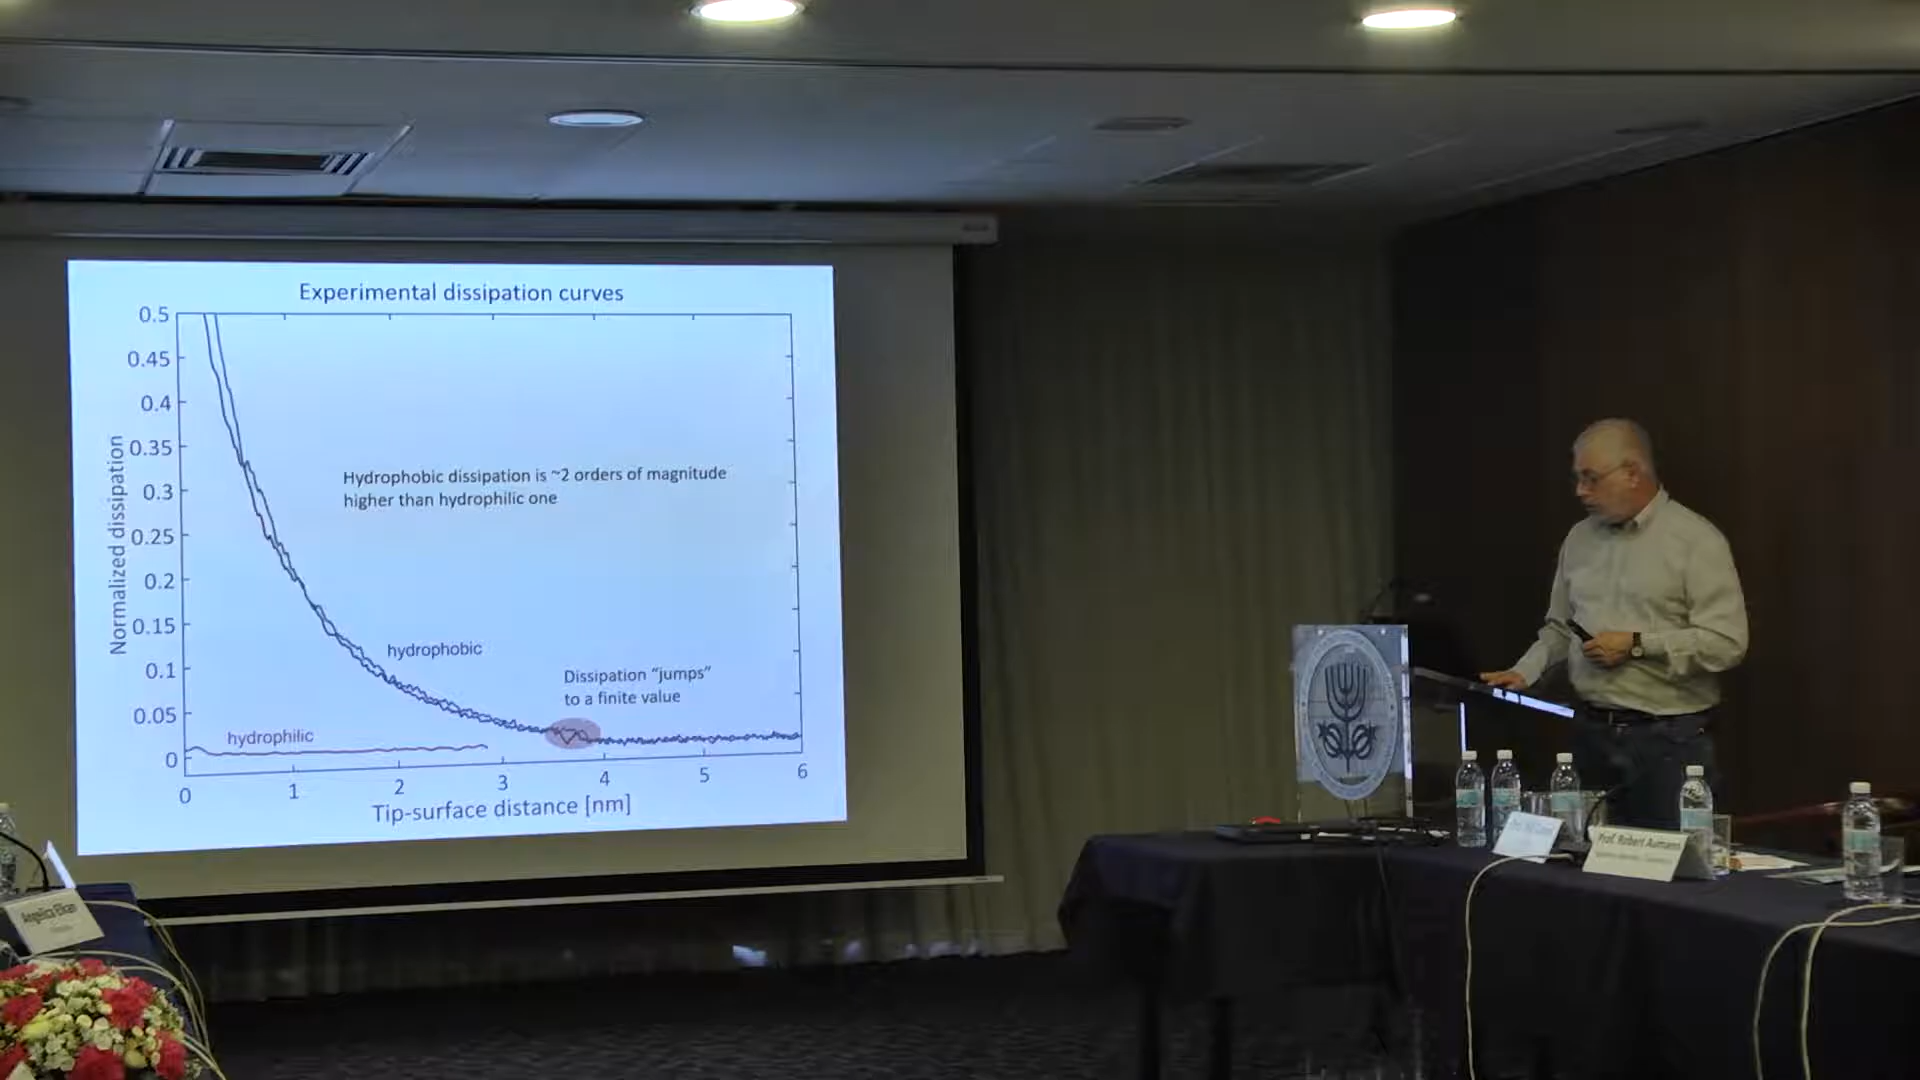 Experimental dissipation curves
0.5
0.45
0.4
0.35
0.3
0.25
0.2
0.15
0.1
0.05
0
Normalized dissipation
Hydrophobic dissipation is ~2 orders of magnitude
higher than hydrophilic one
hydrophobic
Dissipation "jumps"
to a finite value
hydrophilic
0 1 2 3 4 5 6
Tip-surface distance [nm]
Prof. Robert Aumann
Angelica Elkan